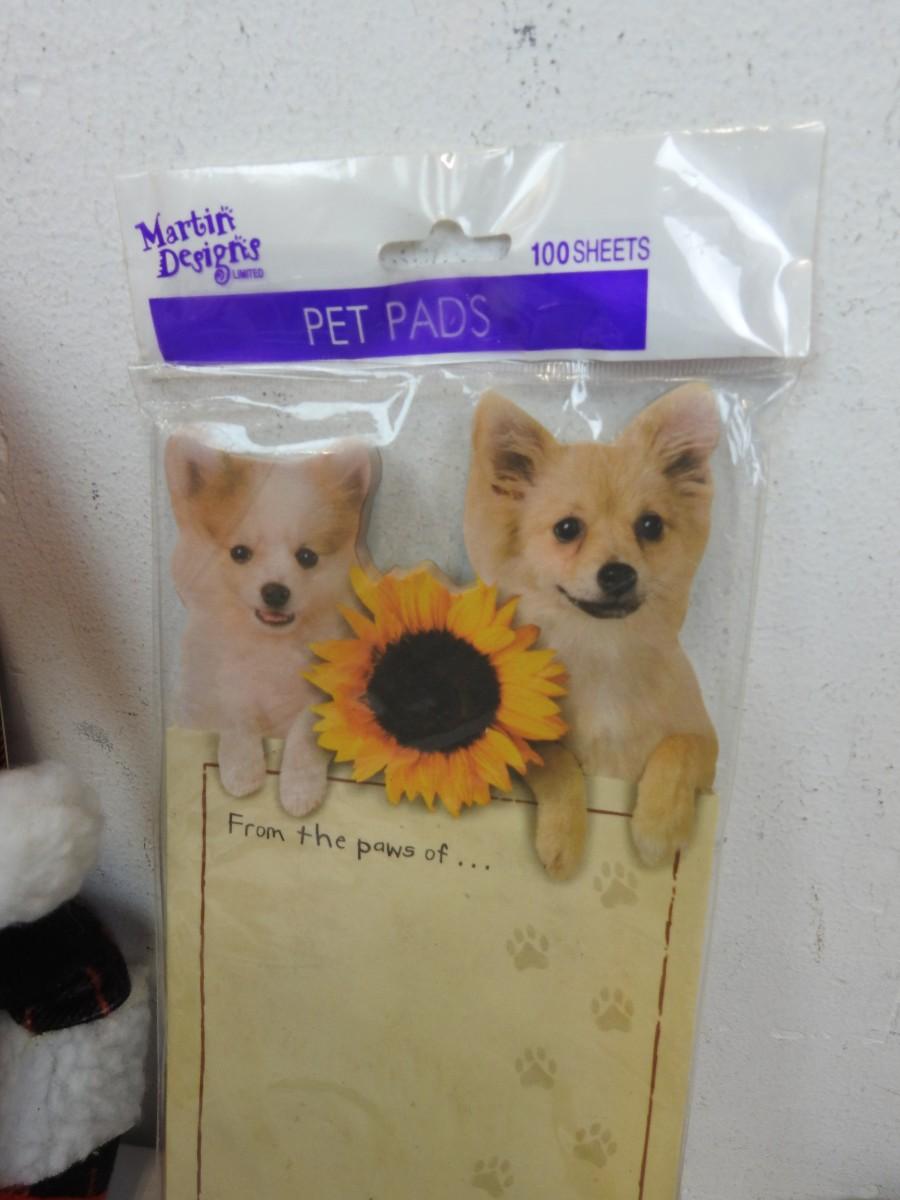 Martin
Designs
LIMITED
100 SHEETS
PET PADS
From the paws of ...